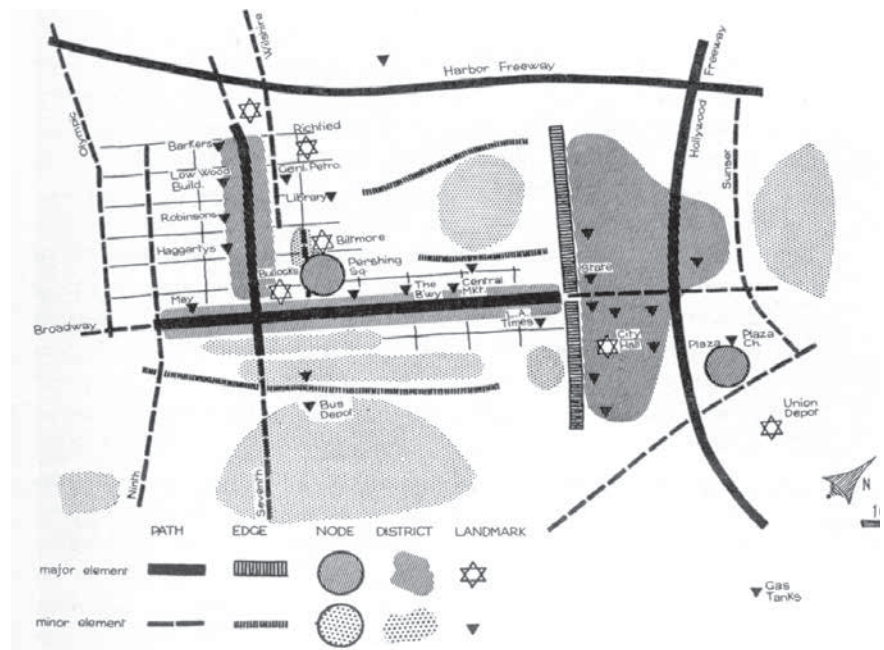 Wilshire
Harbor Freeway
Freeway
Hollywood
Olympic
Sunset
Richfied
Barkers
Genl. Petro.
Low Wood
Build.
Library
Robinsons
Biltmore
Haggartys
Pershing
Sq.
State
Bullocks
The
B'wy
Central
Mkt.
May
Broadway
L.A.
Times
City
Hall
Plaza
Plaza
Ch.
Bus
Depot
Union
Depot
Ninth
Seventh
N
PATH EDGE NODE DISTRICT LANDMARK
major element
minor element
Gas
Tanks